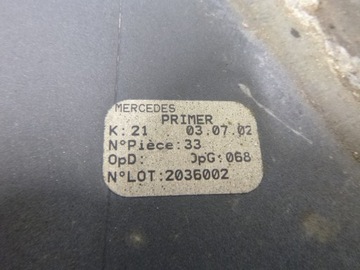 MERCEDES
PRIMER
K:21 03.07.02
N°Pièce:33
OpD: OpG:068
N°LOT:2036002